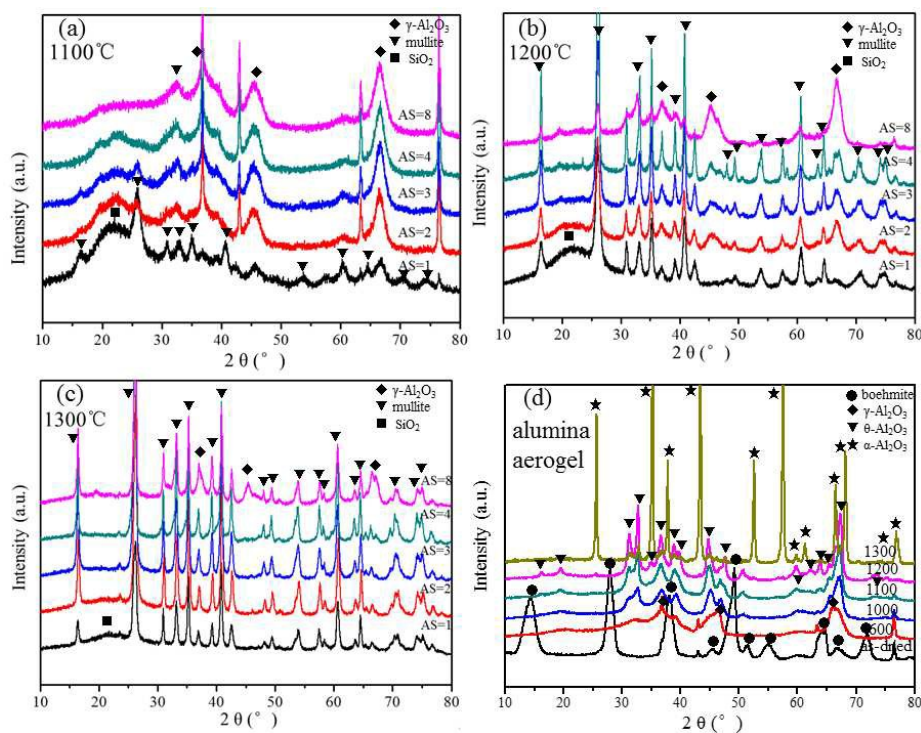 (a)
1100℃
◆ γ-Al₂O₃
▼ mullite
■ SiO₂
AS=8
AS=4
AS=3
AS=2
AS=1
Intensity (a.u.)
10 20 30 40 50 60 70 80
2 θ (°)
(b)
1200℃
◆ γ-Al₂O₃
▼ mullite
■ SiO₂
AS=8
AS=4
AS=3
AS=2
AS=1
Intensity (a.u.)
10 20 30 40 50 60 70 80
2 θ (°)
(c)
1300℃
◆ γ-Al₂O₃
▼ mullite
■ SiO₂
AS=8
AS=4
AS=3
AS=2
AS=1
Intensity (a.u.)
10 20 30 40 50 60 70 80
2 θ (°)
(d)
alumina
aerogel
● boehmite
◆ γ-Al₂O₃
▼ θ-Al₂O₃
★ α-Al₂O₃
1300
1200
1100
1000
600
as-dried
Intensity (a.u.)
10 20 30 40 50 60 70 80
2 θ (°)